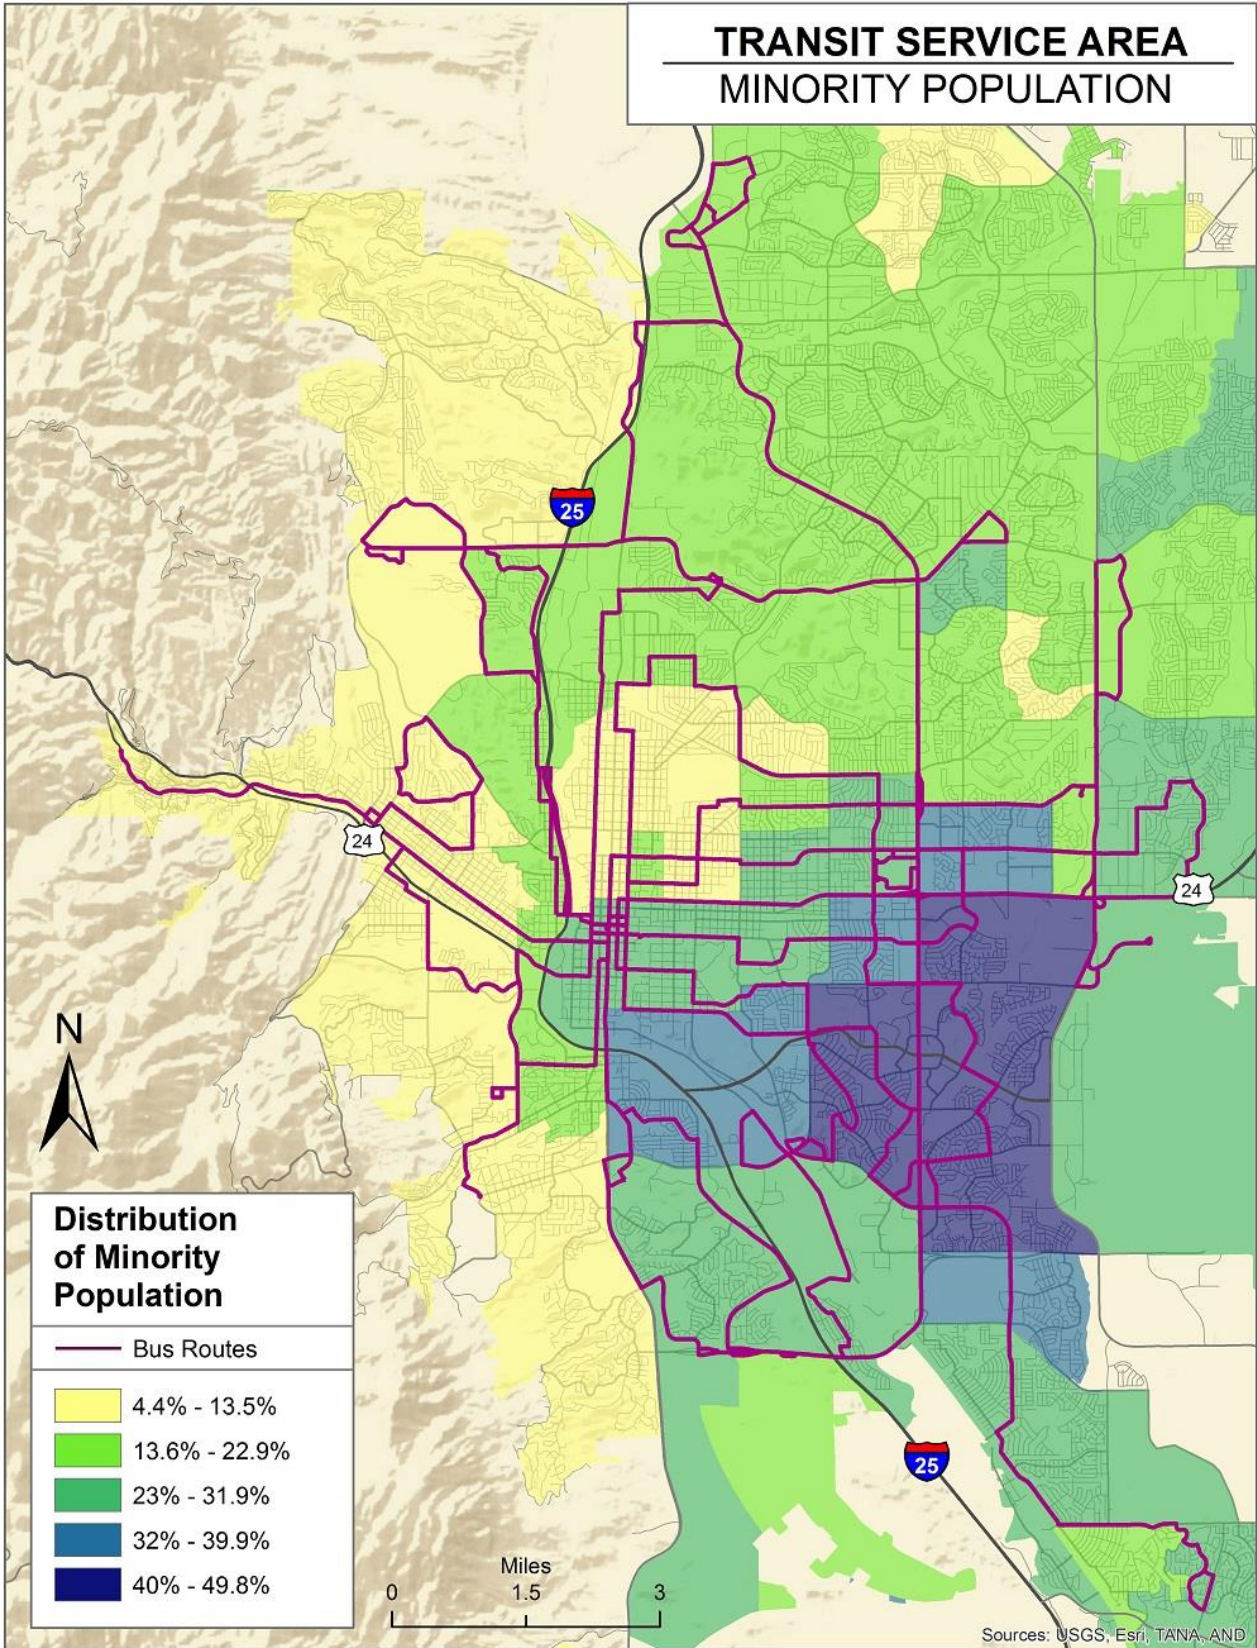 TRANSIT SERVICE AREA
MINORITY POPULATION
25
24
24
N
Distribution
of Minority
Population
Bus Routes
4.4% - 13.5%
13.6% - 22.9%
23% - 31.9%
32% - 39.9%
40% - 49.8%
Miles
0 1.5 3
25
Sources: USGS, Esri, TANA, AND